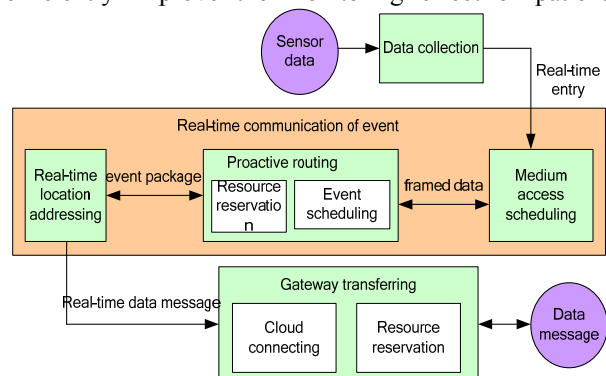 Sensor
data
Data collection
Real-time
entry
Real-time communication of event
Real-time
location
addressing
event package
Proactive routing
Resource
reservatio
n
Event
scheduling
framed data
Medium
access
scheduling
Real-time data message
Gateway transferring
Cloud
connecting
Resource
reservation
Data
message